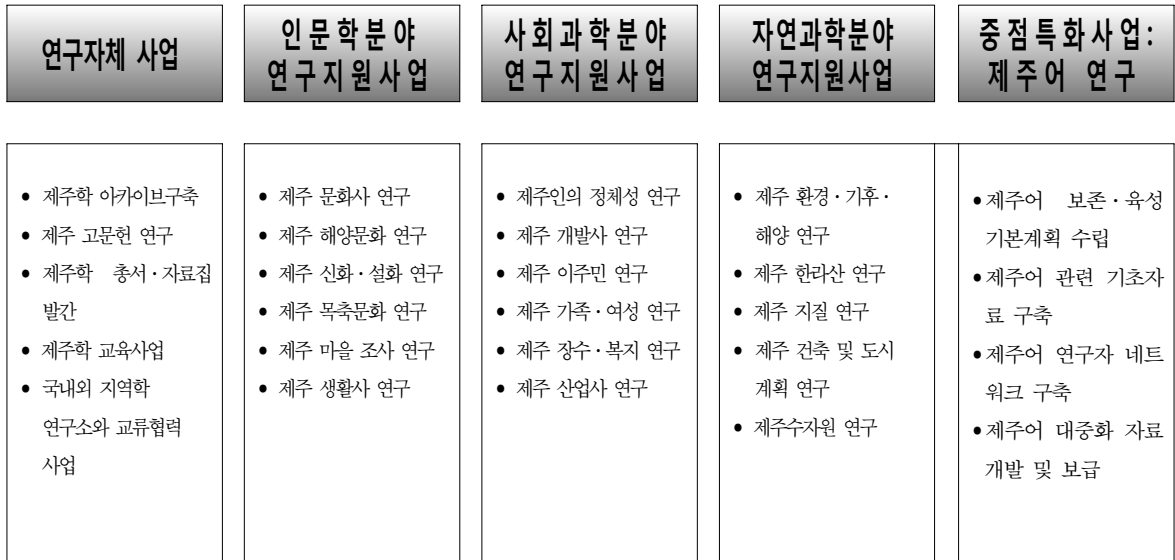 연구자체 사업
인문학분야
연구지원사업
사회과학분야
연구지원사업
자연과학분야
연구지원사업
중점특화사업:
제주어 연구
• 제주학 아카이브구축
• 제주 고문헌 연구
• 제주학 총서·자료집
발간
• 제주학 교육사업
• 국내외 지역학
연구소와 교류협력
사업
• 제주 문화사 연구
• 제주 해양문화 연구
• 제주 신화·설화 연구
• 제주 목축문화 연구
• 제주 마을 조사 연구
• 제주 생활사 연구
• 제주인의 정체성 연구
• 제주 개발사 연구
• 제주 이주민 연구
• 제주 가족·여성 연구
• 제주 장수·복지 연구
• 제주 산업사 연구
• 제주 환경·기후·
해양 연구
• 제주 한라산 연구
• 제주 지질 연구
• 제주 건축 및 도시
계획 연구
• 제주수자원 연구
•제주어 보존·육성
기본계획 수립
•제주어 관련 기초자
료 구축
•제주어 연구자 네트
워크 구축
•제주어 대중화 자료
개발 및 보급